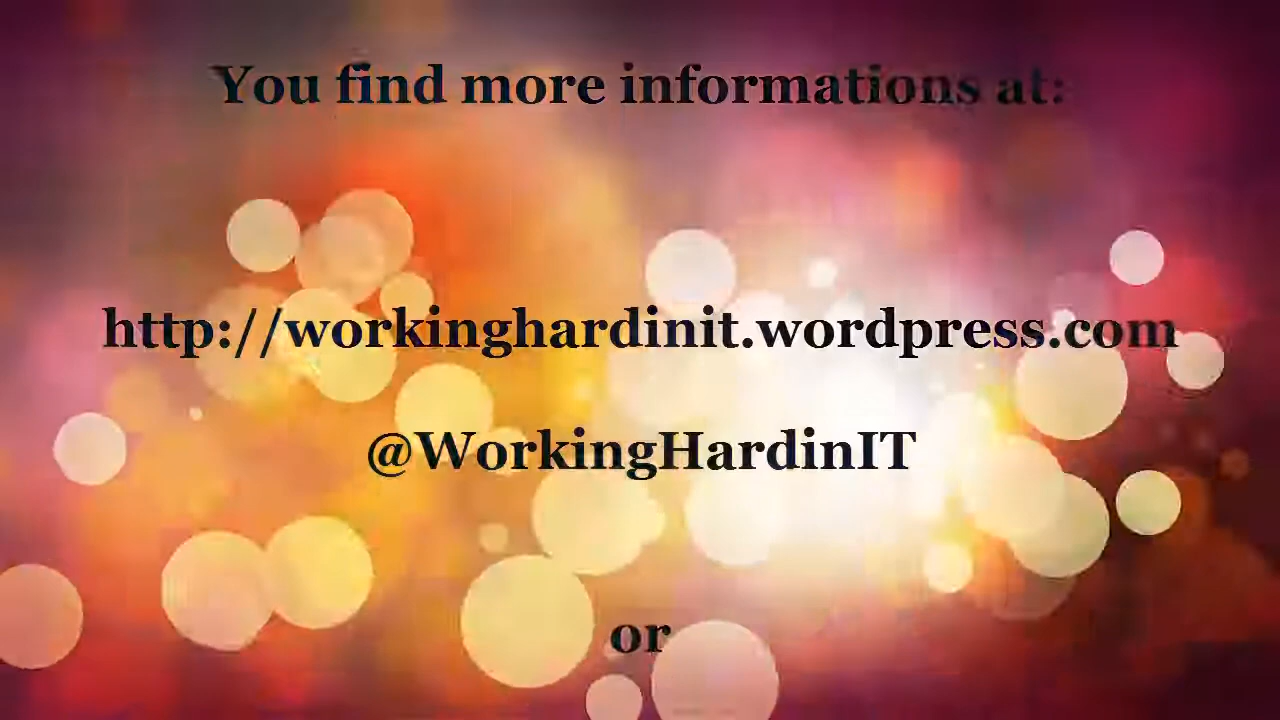 You find more informations at:
http://workinghardinit.wordpress.com
@WorkingHardinIT
or